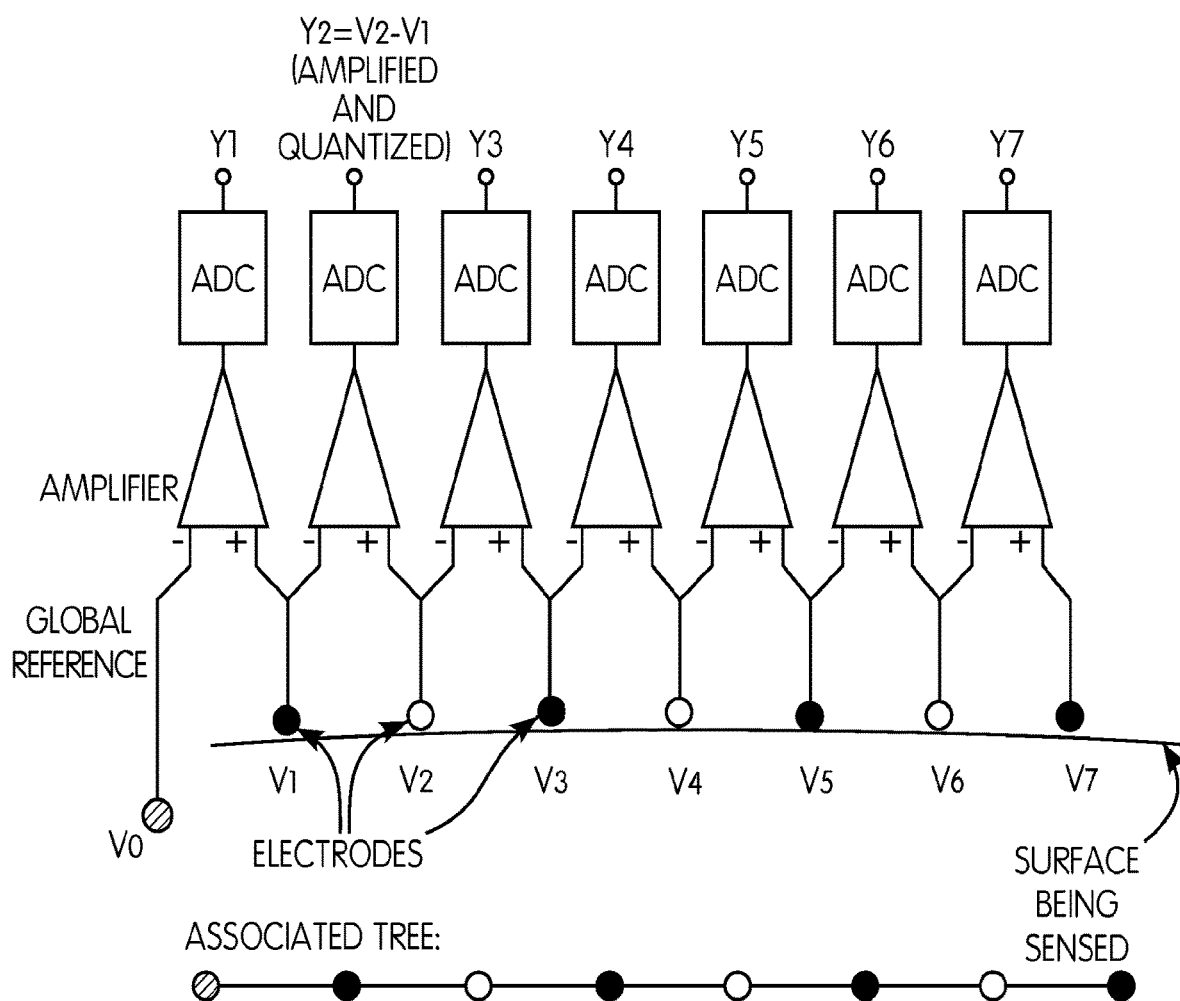 Y2=V2-V1
(AMPLIFIED
AND
QUANTIZED)
Y1
Y3
Y4
Y5
Y6
Y7
ADC
ADC
ADC
ADC
ADC
ADC
ADC
AMPLIFIER
- +
- +
- +
- +
- +
- +
- +
GLOBAL
REFERENCE
V1
V2
V3
V4
V5
V6
V7
V0
ELECTRODES
SURFACE
BEING
SENSED
ASSOCIATED TREE: